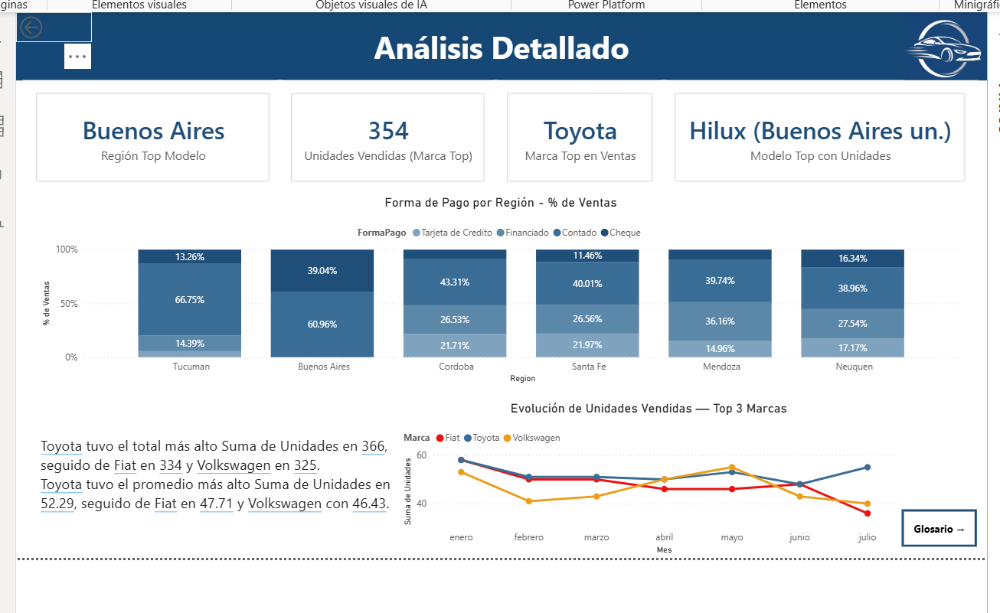 ginas Elementos visuales Objetos visuales de IA Power Platform Elementos Minigráfi
Análisis Detallado
Buenos Aires
Región Top Modelo
354
Unidades Vendidas (Marca Top)
Toyota
Marca Top en Ventas
Hilux (Buenos Aires un.)
Modelo Top con Unidades
Forma de Pago por Región - % de Ventas
FormaPago Tarjeta de Credito Financiado Contado Cheque
% de Ventas
100%
50%
0%
13.26%
66.75%
14.39%
39.04%
60.96%
43.31%
26.53%
21.71%
11.46%
40.01%
26.56%
21.97%
39.74%
36.16%
14.96%
16.34%
38.96%
27.54%
17.17%
Tucuman Buenos Aires Cordoba Santa Fe Mendoza Neuquen
Region
Toyota tuvo el total más alto Suma de Unidades en 366,
seguido de Fiat en 334 y Volkswagen en 325.
Toyota tuvo el promedio más alto Suma de Unidades en
52.29, seguido de Fiat en 47.71 y Volkswagen con 46.43.
Evolución de Unidades Vendidas — Top 3 Marcas
Marca Fiat Toyota Volkswagen
Suma de Unidades
60
40
enero febrero marzo abril mayo junio julio
Mes
Glosario →